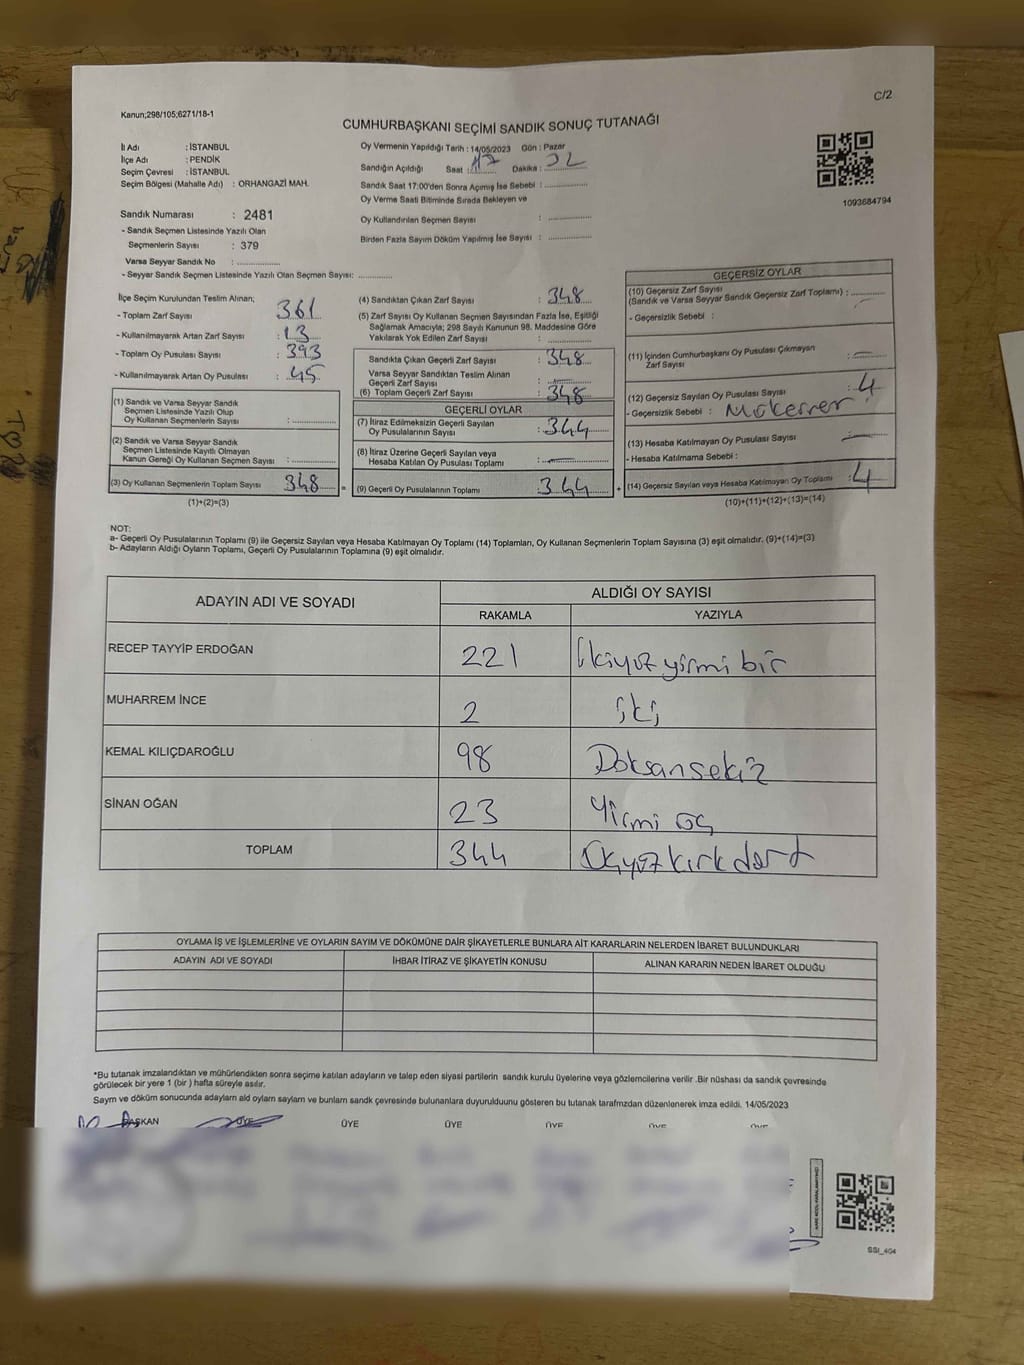 C/2
Kanun;298/105;6271/18-1
CUMHURBAŞKANI SEÇİMİ SANDIK SONUÇ TUTANAĞI
İl Adı : İSTANBUL
İlçe Adı : PENDİK
Seçim Çevresi : İSTANBUL
Seçim Bölgesi (Mahalle Adı) : ORHANGAZİ MAH.
Sandık Numarası : 2481
- Sandık Seçmen Listesinde Yazılı Olan
Seçmenlerin Sayısı : 379
Varsa Seyyar Sandık No : ..............
- Seyyar Sandık Seçmen Listesinde Yazılı Olan Seçmen Sayısı: ............
Oy Vermenin Yapıldığı Tarih : 14/05/2023 Gün : Pazar
Sandığın Açıldığı Saat : 17 Dakika : 32
Sandık Saat 17:00'den Sonra Açımış İse Sebebi : ..............
Oy Verme Saati Bitiminde Sırada Bekleyen ve
Oy Kullandırılan Seçmen Sayısı : ..............
Birden Fazla Sayım Döküm Yapılmış İse Sayısı : ..............
1093684794
İlçe Seçim Kurulundan Teslim Alınan;
- Toplam Zarf Sayısı : 361
- Kullanılmayarak Artan Zarf Sayısı : 13
- Toplam Oy Pusulası Sayısı : 393
- Kullanılmayarak Artan Oy Pusulası : 45
(1) Sandık ve Varsa Seyyar Sandık
Seçmen Listesinde Yazılı Olup
Oy Kullanan Seçmen Sayısı : ..............
(2) Sandık ve Varsa Seyyar Sandık
Seçmen Listesinde Kayıtlı Olmayan
Kanun Gereği Oy Kullanan Seçmen Sayısı : ..............
(3) Oy Kullanan Seçmenlerin Toplam Sayısı 348 =
(1)+(2)=(3)
(4) Sandıktan Çıkan Zarf Sayısı : 348
(5) Zarf Sayısı Oy Kullanan Seçmen Sayısından Fazla İse, Eşitliği
Sağlamak Amacıyla; 298 Sayılı Kanunun 98. Maddesine Göre
Yakılarak Yok Edilen Zarf Sayısı : ..............
Sandıkta Çıkan Geçerli Zarf Sayısı : 348
Varsa Seyyar Sandıktan Teslim Alınan
Geçerli Zarf Sayısı : ..............
(6) Toplam Geçerli Zarf Sayısı : 348
GEÇERLİ OYLAR
(7) İtiraz Edilmeksizin Geçerli Sayılan
Oy Pusulalarının Sayısı : 344
(8) İtiraz Üzerine Geçerli Sayılan veya
Hesaba Katılan Oy Pusulası Toplamı : —
(9) Geçerli Oy Pusulalarının Toplamı : 344 +
GEÇERSİZ OYLAR
(10) Geçersiz Zarf Sayısı
(Sandık ve Varsa Seyyar Sandık Geçersiz Zarf Toplamı) : ..............
- Geçersizlik Sebebi :
(11) İçinden Cumhurbaşkanı Oy Pusulası Çıkmayan
Zarf Sayısı : —
(12) Geçersiz Sayılan Oy Pusulası Sayısı : 4
- Geçersizlik Sebebi : Mükerrer
(13) Hesaba Katılmayan Oy Pusulası Sayısı : —
- Hesaba Katılmama Sebebi :
(14) Geçersiz Sayılan veya Hesaba Katılmayan Oy Toplamı : 4
(10)+(11)+(12)+(13)=(14)
NOT:
a- Geçerli Oy Pusulalarının Toplamı (9) ile Geçersiz Sayılan veya Hesaba Katılmayan Oy Toplamı (14) Toplamları, Oy Kullanan Seçmenlerin Toplam Sayısına (3) eşit olmalıdır. (9)+(14)=(3)
b- Adayların Aldığı Oyların Toplamı, Geçerli Oy Pusulalarının Toplamına (9) eşit olmalıdır.
ADAYIN ADI VE SOYADI
ALDIĞI OY SAYISI
RAKAMLA YAZIYLA
RECEP TAYYİP ERDOĞAN 221 İkiyüz yirmi bir
MUHARREM İNCE 2 iki
KEMAL KILIÇDAROĞLU 98 Doksansekiz
SİNAN OĞAN 23 Yirmi üç
TOPLAM 344 Üçyüzkırk dört
OYLAMA İŞ VE İŞLEMLERİNE VE OYLARIN SAYIM VE DÖKÜMÜNE DAİR ŞİKAYETLERLE BUNLARA AİT KARARLARIN NELERDEN İBARET BULUNDUKLARI
ADAYIN ADI VE SOYADI İHBAR İTİRAZ VE ŞİKAYETİN KONUSU ALINAN KARARIN NEDEN İBARET OLDUĞU
*Bu tutanak imzalandıktan ve mühürlendikten sonra seçime katılan adayların ve talep eden siyasi partilerin sandık kurulu üyelerine veya gözlemcilerine verilir .Bir nüshası da sandık çevresinde
görülecek bir yere 1 (bir ) hafta süreyle asılır.
Sayım ve döküm sonucunda adayların ald oyların sayların ve bunların sandk çevresinde bulunanlara duyurulduunu gösteren bu tutanak tarafmzdan düzenlenerek imza edildi. 14/05/2023
BAŞKAN ÜYE ÜYE ÜYE ÜYE ÜYE ÜYE
SSI_404